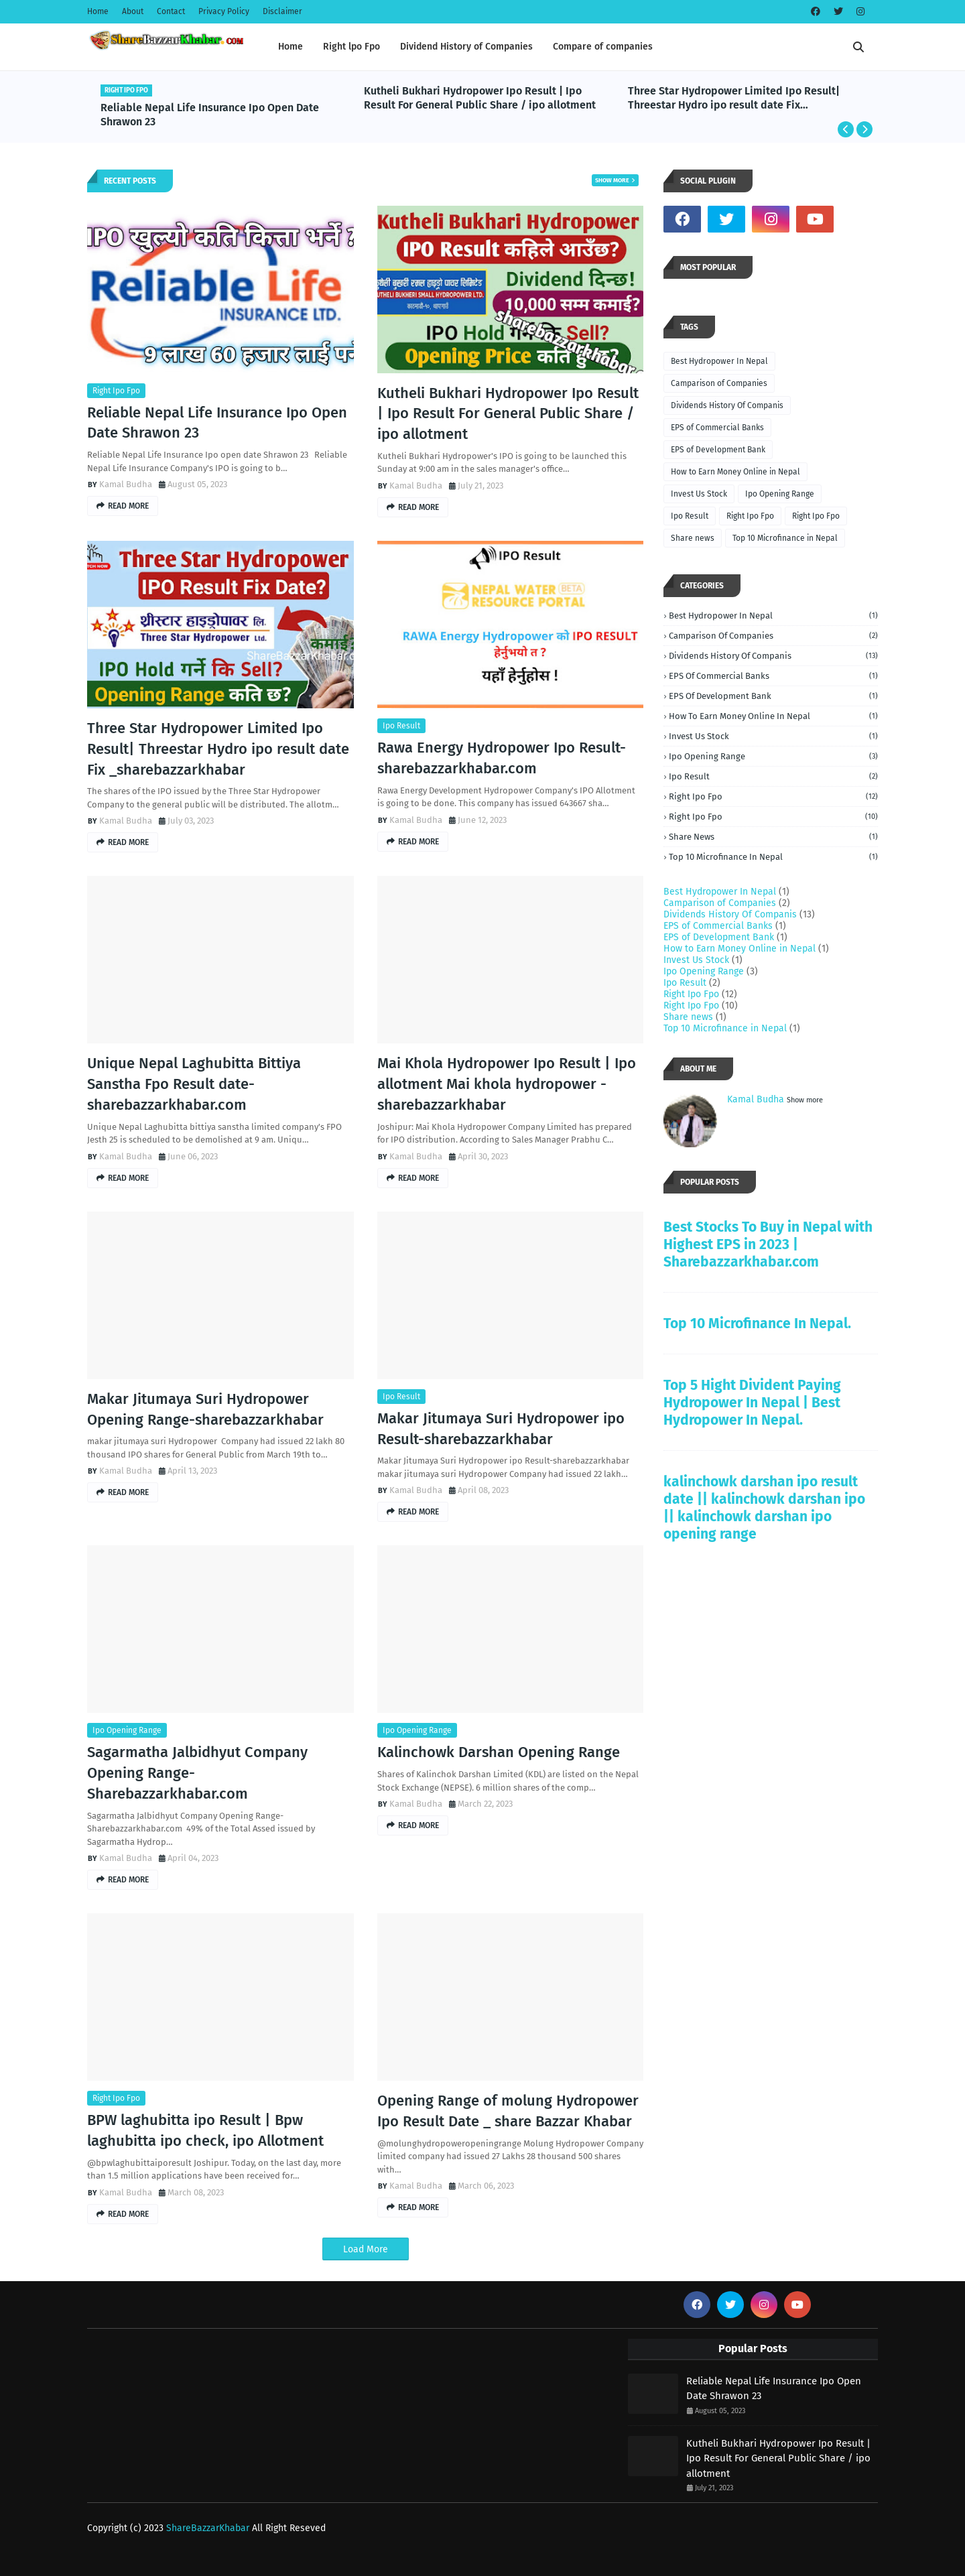 Home About Contact Privacy Policy Disclaimer
ShareBazzarKhabar.COM
Home Right lpo Fpo Dividend History of Companies Compare of companies
RIGHT IPO FPO
Reliable Nepal Life Insurance Ipo Open Date
Shrawon 23
Kutheli Bukhari Hydropower Ipo Result | Ipo
Result For General Public Share / ipo allotment
Three Star Hydropower Limited Ipo Result|
Threestar Hydro ipo result date Fix...
RECENT POSTS
SHOW MORE >
IPO खुल्यो कति कित्ता भर्ने ?
Reliable Life
INSURANCE LTD.
9 लाख 60 हजार लाई पर्ने
Right Ipo Fpo
Reliable Nepal Life Insurance Ipo Open
Date Shrawon 23
Reliable Nepal Life Insurance Ipo open date Shrawon 23 Reliable
Nepal Life Insurance Company's IPO is going to b...
BY Kamal Budha August 05, 2023
READ MORE
Kutheli Bukhari Hydropower
IPO Result कहिले आउँछ?
Dividend दिन्छ!
KUTHELI BUKHERI SMALL HYDROPOWER LTD.
10,000 सम्म कमाई?
sharebazzarkhabar
IPO Hold गर्ने कि Sell?
Opening Price कति
Kutheli Bukhari Hydropower Ipo Result
| Ipo Result For General Public Share /
ipo allotment
Kutheli Bukhari Hydropower's IPO is going to be launched this
Sunday at 9:00 am in the sales manager's office...
BY Kamal Budha July 21, 2023
READ MORE
Three Star Hydropower
IPO Result Fix Date?
थ्रीस्टार हाइड्रोपावर लि.
Three Star Hydropower Ltd.
कमाई
ShareBazzarKhabar.c
IPO Hold गर्ने कि Sell?
Opening Range कति छ?
Three Star Hydropower Limited Ipo
Result| Threestar Hydro ipo result date
Fix _sharebazzarkhabar
The shares of the IPO issued by the Three Star Hydropower
Company to the general public will be distributed. The allotm...
BY Kamal Budha July 03, 2023
READ MORE
IPO Result
NEPAL WATER BETA
RESOURCE PORTAL
RAWA Energy Hydropower को IPO RESULT
हेर्नुभयो त ?
यहाँ हेर्नुहोस !
Ipo Result
Rawa Energy Hydropower Ipo Result-
sharebazzarkhabar.com
Rawa Energy Development Hydropower Company's IPO Allotment
is going to be done. This company has issued 643667 sha...
BY Kamal Budha June 12, 2023
READ MORE
Unique Nepal Laghubitta Bittiya
Sanstha Fpo Result date-
sharebazzarkhabar.com
Unique Nepal Laghubitta bittiya sanstha limited company's FPO
Jesth 25 is scheduled to be demolished at 9 am. Uniqu...
BY Kamal Budha June 06, 2023
READ MORE
Mai Khola Hydropower Ipo Result | Ipo
allotment Mai khola hydropower -
sharebazzarkhabar
Joshipur: Mai Khola Hydropower Company Limited has prepared
for IPO distribution. According to Sales Manager Prabhu C...
BY Kamal Budha April 30, 2023
READ MORE
Makar Jitumaya Suri Hydropower
Opening Range-sharebazzarkhabar
makar jitumaya suri Hydropower Company had issued 22 lakh 80
thousand IPO shares for General Public from March 19th to...
BY Kamal Budha April 13, 2023
READ MORE
Ipo Result
Makar Jitumaya Suri Hydropower ipo
Result-sharebazzarkhabar
Makar Jitumaya Suri Hydropower ipo Result-sharebazzarkhabar
makar jitumaya suri Hydropower Company had issued 22 lakh...
BY Kamal Budha April 08, 2023
READ MORE
Ipo Opening Range
Sagarmatha Jalbidhyut Company
Opening Range-
Sharebazzarkhabar.com
Sagarmatha Jalbidhyut Company Opening Range-
Sharebazzarkhabar.com 49% of the Total Assed issued by
Sagarmatha Hydrop...
BY Kamal Budha April 04, 2023
READ MORE
Ipo Opening Range
Kalinchowk Darshan Opening Range
Shares of Kalinchok Darshan Limited (KDL) are listed on the Nepal
Stock Exchange (NEPSE). 6 million shares of the comp...
BY Kamal Budha March 22, 2023
READ MORE
Right Ipo Fpo
BPW laghubitta ipo Result | Bpw
laghubitta ipo check, ipo Allotment
@bpwlaghubittaiporesult Joshipur. Today, on the last day, more
than 1.5 million applications have been received for...
BY Kamal Budha March 08, 2023
READ MORE
Opening Range of molung Hydropower
Ipo Result Date _ share Bazzar Khabar
@molunghydropoweropeningrange Molung Hydropower Company
limited company had issued 27 Lakhs 28 thousand 500 shares
with...
BY Kamal Budha March 06, 2023
READ MORE
Load More
SOCIAL PLUGIN
MOST POPULAR
TAGS
Best Hydropower In Nepal
Camparison of Companies
Dividends History Of Companis
EPS of Commercial Banks
EPS of Development Bank
How to Earn Money Online in Nepal
Invest Us Stock Ipo Opening Range
Ipo Result Right Ipo Fpo Right Ipo Fpo
Share news Top 10 Microfinance in Nepal
CATEGORIES
› Best Hydropower In Nepal (1)
› Camparison Of Companies (2)
› Dividends History Of Companis (13)
› EPS Of Commercial Banks (1)
› EPS Of Development Bank (1)
› How To Earn Money Online In Nepal (1)
› Invest Us Stock (1)
› Ipo Opening Range (3)
› Ipo Result (2)
› Right Ipo Fpo (12)
› Right Ipo Fpo (10)
› Share News (1)
› Top 10 Microfinance In Nepal (1)
Best Hydropower In Nepal (1)
Camparison of Companies (2)
Dividends History Of Companis (13)
EPS of Commercial Banks (1)
EPS of Development Bank (1)
How to Earn Money Online in Nepal (1)
Invest Us Stock (1)
Ipo Opening Range (3)
Ipo Result (2)
Right Ipo Fpo (12)
Right Ipo Fpo (10)
Share news (1)
Top 10 Microfinance in Nepal (1)
ABOUT ME
Kamal Budha Show more
POPULAR POSTS
Best Stocks To Buy in Nepal with
Highest EPS in 2023 |
Sharebazzarkhabar.com
Top 10 Microfinance In Nepal.
Top 5 Hight Divident Paying
Hydropower In Nepal | Best
Hydropower In Nepal.
kalinchowk darshan ipo result
date || kalinchowk darshan ipo
|| kalinchowk darshan ipo
opening range
Popular Posts
Reliable Nepal Life Insurance Ipo Open
Date Shrawon 23
August 05, 2023
Kutheli Bukhari Hydropower Ipo Result |
Ipo Result For General Public Share / ipo
allotment
July 21, 2023
Copyright (c) 2023 ShareBazzarKhabar All Right Reseved